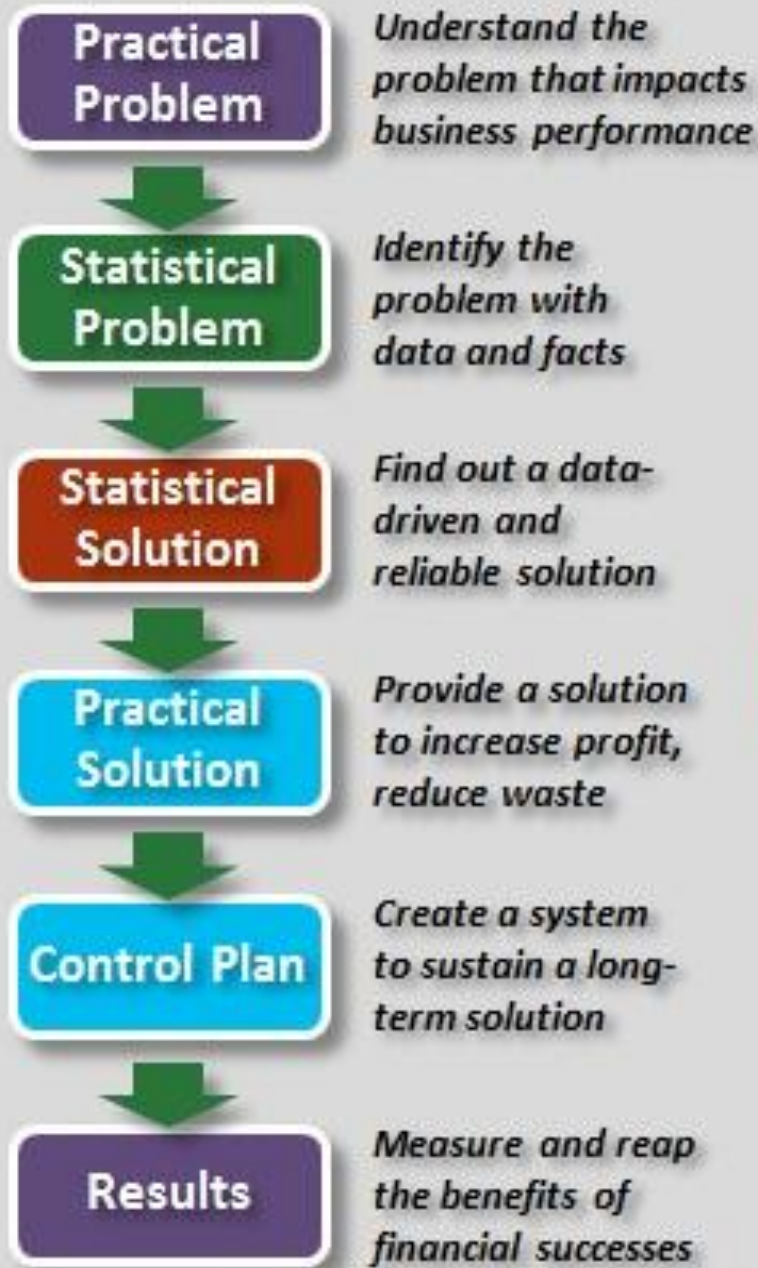 Practical
Problem
Understand the
problem that impacts
business performance
Statistical
Problem
Identify the
problem with
data and facts
Statistical
Solution
Find out a data-
driven and
reliable solution
Practical
Solution
Provide a solution
to increase profit,
reduce waste
Control Plan
Create a system
to sustain a long-
term solution
Results
Measure and reap
the benefits of
financial successes